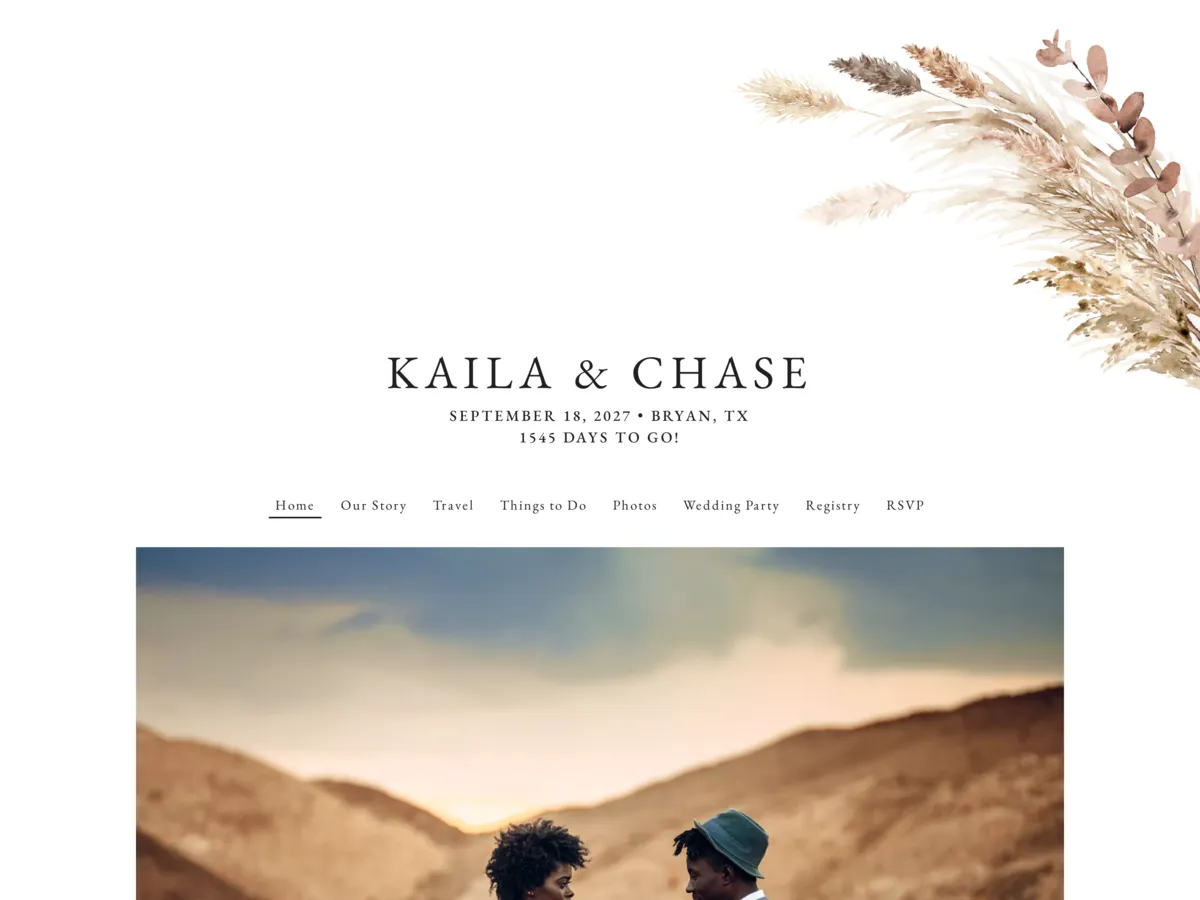 KAILA & CHASE
SEPTEMBER 18, 2027 • BRYAN, TX
1545 DAYS TO GO!
Home Our Story Travel Things to Do Photos Wedding Party Registry RSVP